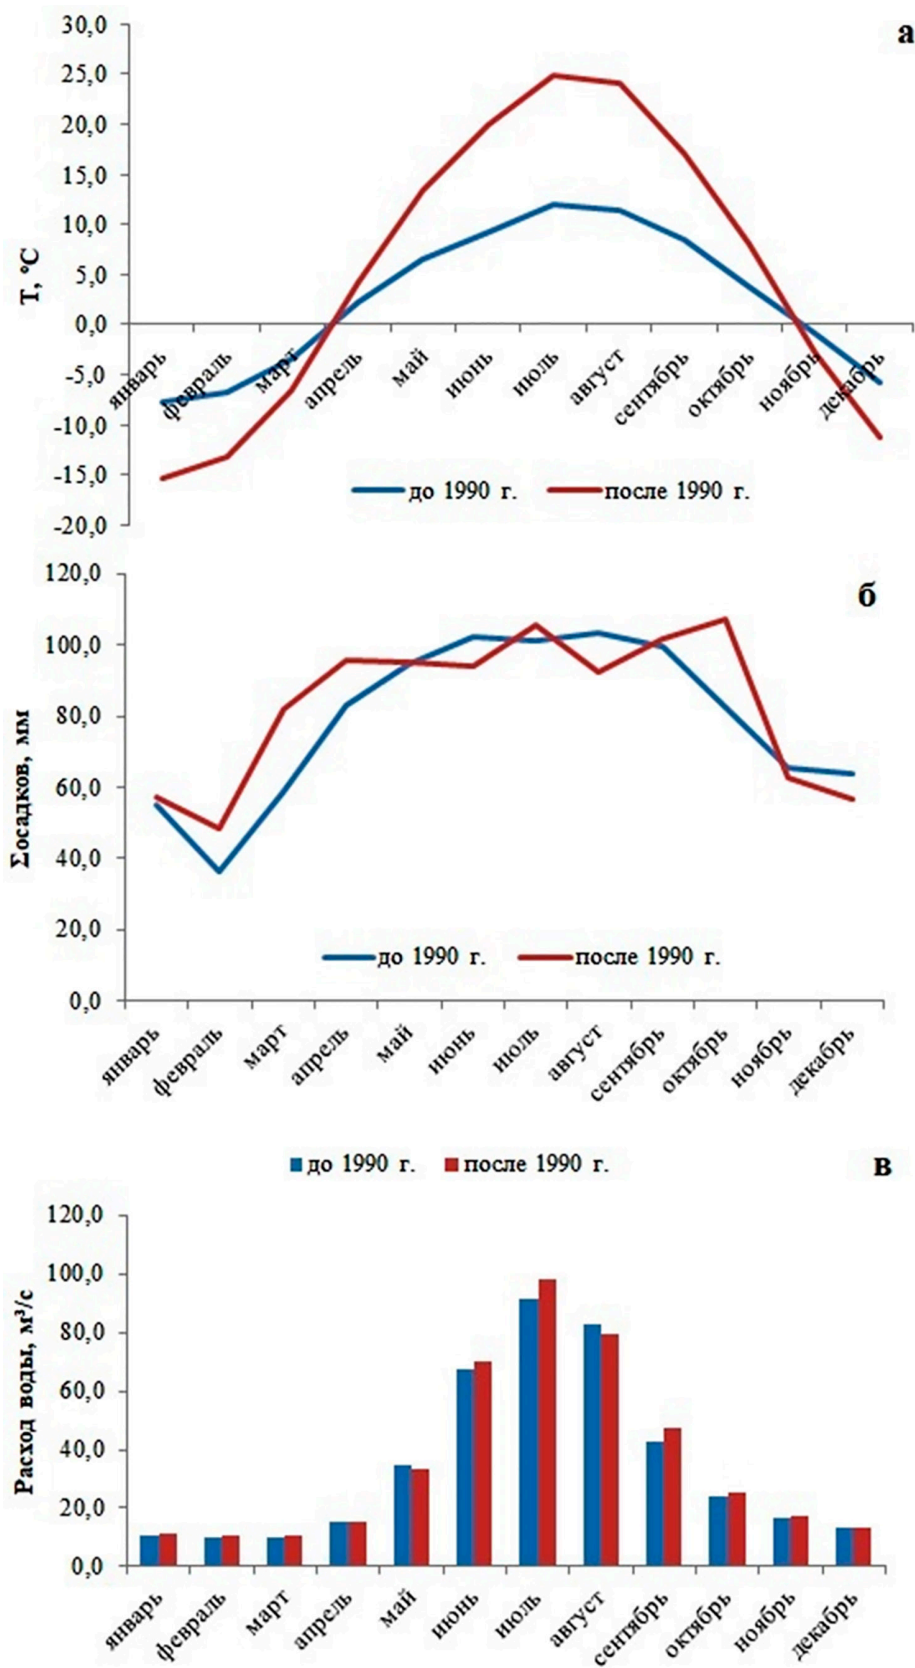 а
30,0
25,0
20,0
15,0
10,0
5,0
0,0
-5,0
-10,0
-15,0
-20,0
Т, °С
январь
февраль
март
апрель
май
июнь
июль
август
сентябрь
октябрь
ноябрь
декабрь
до 1990 г. после 1990 г.
б
120,0
100,0
80,0
60,0
40,0
20,0
0,0
Σосадков, мм
до 1990 г. после 1990 г.
январь
февраль
март
апрель
май
июнь
июль
август
сентябрь
октябрь
ноябрь
декабрь
до 1990 г. после 1990 г.
в
120,0
100,0
80,0
60,0
40,0
20,0
0,0
Расход воды, м³/с
январь
февраль
март
апрель
май
июнь
июль
август
сентябрь
октябрь
ноябрь
декабрь